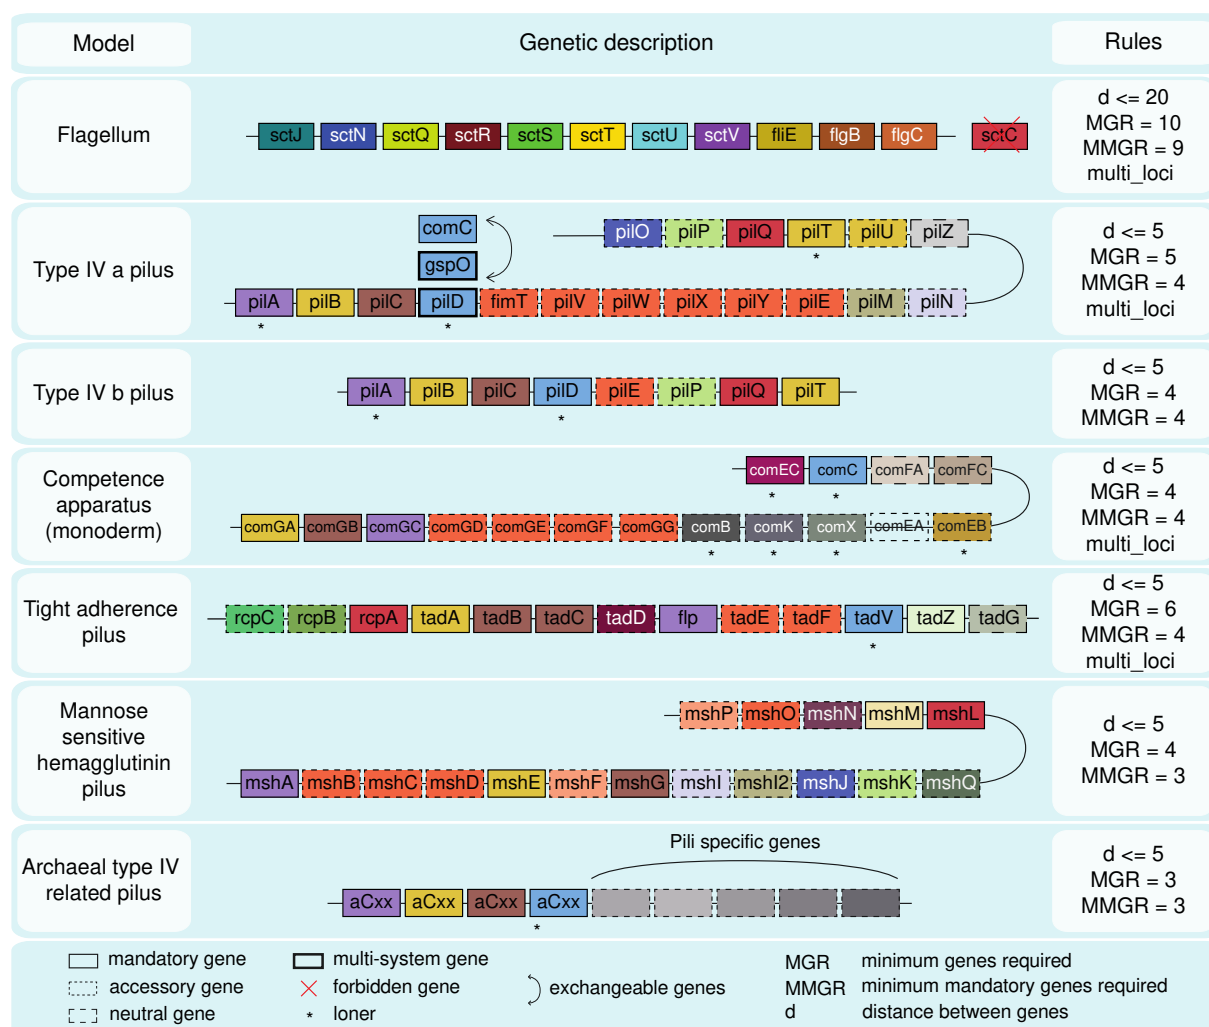 Model Genetic description Rules
Flagellum
sctJ sctN sctQ sctR sctS sctT sctU sctV fliE flgB flgC sctC
d <= 20
MGR = 10
MMGR = 9
multi_loci
Type IV a pilus
comC
gspO
pilO pilP pilQ pilT pilU pilZ
*
pilA pilB pilC pilD fimT pilV pilW pilX pilY pilE pilM pilN
* *
d <= 5
MGR = 5
MMGR = 4
multi_loci
Type IV b pilus
pilA pilB pilC pilD pilE pilP pilQ pilT
* *
d <= 5
MGR = 4
MMGR = 4
Competence
apparatus
(monoderm)
comEC comC comFA comFC
* *
comGA comGB comGC comGD comGE comGF comGG comB comK comX comEA comEB
* * * *
d <= 5
MGR = 4
MMGR = 4
multi_loci
Tight adherence
pilus
rcpC rcpB rcpA tadA tadB tadC tadD flp tadE tadF tadV tadZ tadG
*
d <= 5
MGR = 6
MMGR = 4
multi_loci
Mannose
sensitive
hemagglutinin
pilus
mshP mshO mshN mshM mshL
mshA mshB mshC mshD mshE mshF mshG mshI mshI2 mshJ mshK mshQ
d <= 5
MGR = 4
MMGR = 3
Archaeal type IV
related pilus
Pili specific genes
aCxx aCxx aCxx aCxx
*
d <= 5
MGR = 3
MMGR = 3
mandatory gene multi-system gene MGR minimum genes required
accessory gene forbidden gene exchangeable genes MMGR minimum mandatory genes required
neutral gene * loner d distance between genes